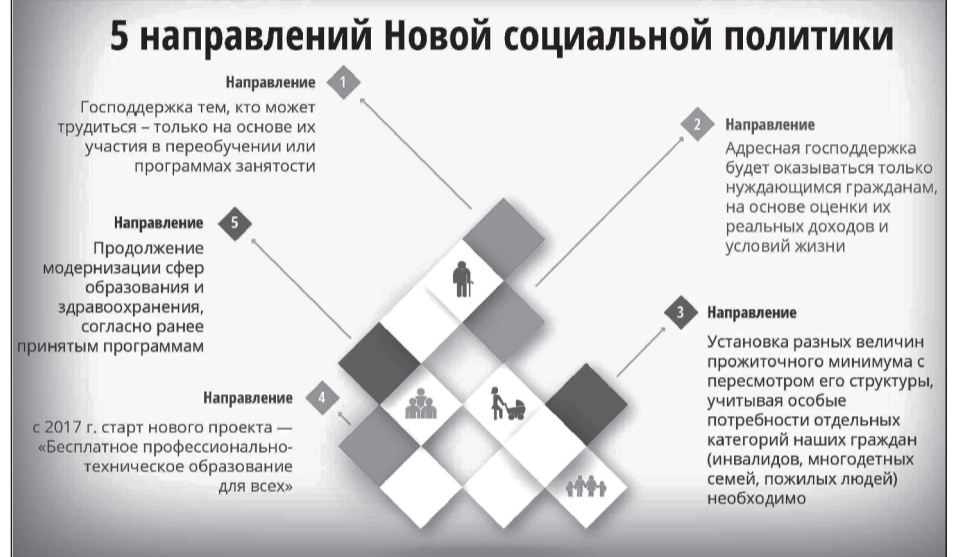 5 направлений Новой социальной политики
Направление 1
Господдержка тем, кто может
трудиться – только на основе их
участия в переобучении или
программах занятости
2 Направление
Адресная господдержка
будет оказываться только
нуждающимся гражданам,
на основе оценки их
реальных доходов и
условий жизни
3 Направление
Установка разных величин
прожиточного минимума с
пересмотром его структуры,
учитывая особые
потребности отдельных
категорий наших граждан
(инвалидов, многодетных
семей, пожилых людей)
необходимо
Направление 4
с 2017 г. старт нового проекта —
«Бесплатное профессионально-
техническое образование
для всех»
Направление 5
Продолжение
модернизации сфер
образования и
здравоохранения,
согласно ранее
принятым программам